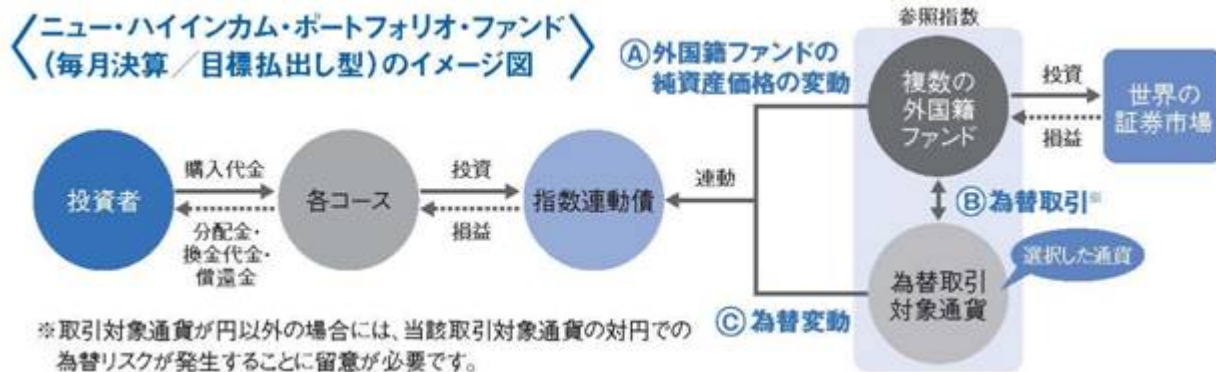 ニュー・ハイインカム・ポートフォリオ・ファンド
(毎月決算／目標払出し型)のイメージ図
参照指数
Ⓐ外国籍ファンドの
純資産価格の変動
複数の
外国籍
ファンド
投資
損益
世界の
証券市場
投資者
購入代金
分配金・
換金代金・
償還金
各コース
投資
損益
指数連動債
連動
Ⓑ為替取引※
選択した通貨
為替取引
対象通貨
Ⓒ為替変動
※取引対象通貨が円以外の場合には、当該取引対象通貨の対円での
為替リスクが発生することに留意が必要です。